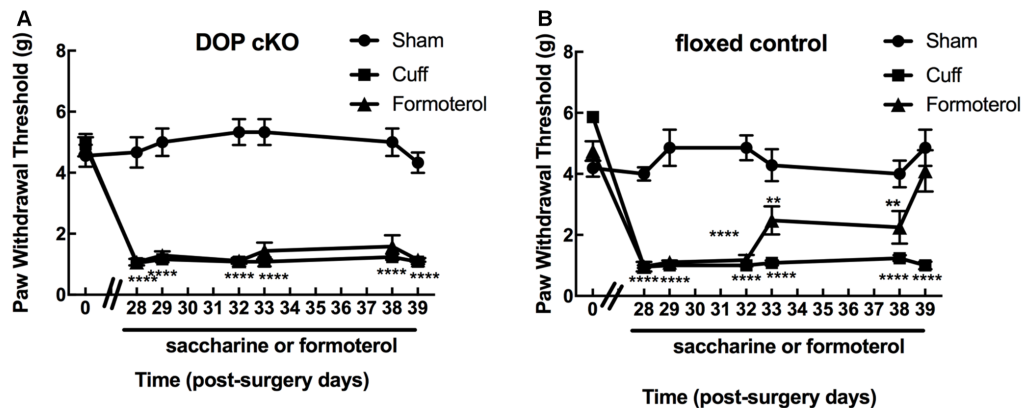 A
DOP cKO
Sham
Cuff
Formoterol
Paw Withdrawal Threshold (g)
8
6
4
2
0
**** **** **** **** **** ****
0 28 29 30 31 32 33 34 35 36 37 38 39
saccharine or formoterol
Time (post-surgery days)
B
floxed control
Sham
Cuff
Formoterol
Paw Withdrawal Threshold (g)
8
6
4
2
0
** **
****
**** **** **** **** **** ****
0 28 29 30 31 32 33 34 35 36 37 38 39
saccharine or formoterol
Time (post-surgery days)